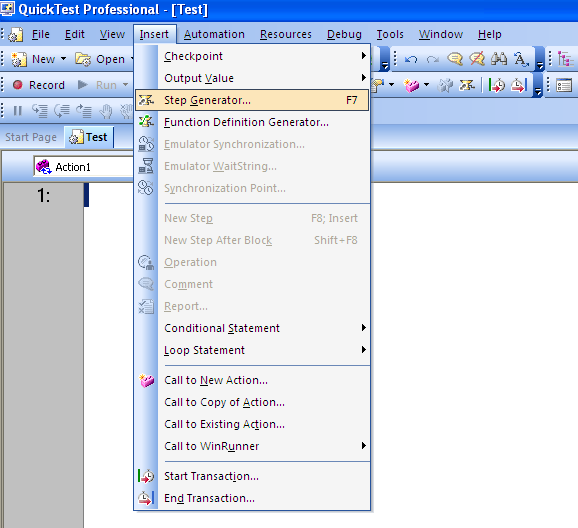 QuickTest Professional - [Test]
File Edit View Insert Automation Resources Debug Tools Window Help
New Open
Record Run
Start Page Test
Action1
1:
Checkpoint
Output Value
Step Generator... F7
Function Definition Generator...
Emulator Synchronization...
Emulator WaitString...
Synchronization Point...
New Step F8; Insert
New Step After Block Shift+F8
Operation
Comment
Report...
Conditional Statement
Loop Statement
Call to New Action...
Call to Copy of Action...
Call to Existing Action...
Call to WinRunner
Start Transaction...
End Transaction...